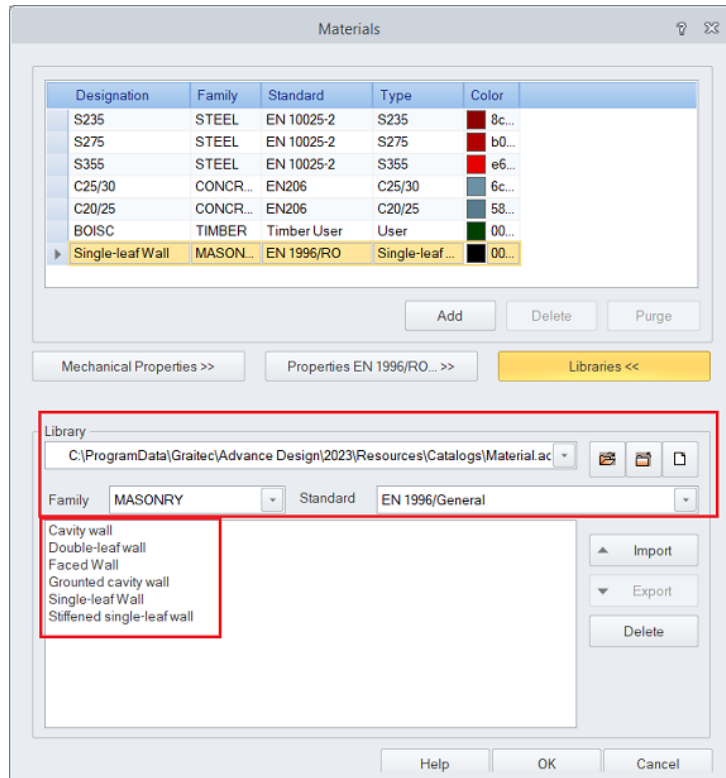 Materials
Designation Family Standard Type Color
S235 STEEL EN 10025-2 S235 8c...
S275 STEEL EN 10025-2 S275 b0...
S355 STEEL EN 10025-2 S355 e6...
C25/30 CONCR... EN206 C25/30 6c...
C20/25 CONCR... EN206 C20/25 58...
BOISC TIMBER Timber User User 00...
Single-leaf Wall MASON... EN 1996/RO Single-leaf ... 00...
Add Delete Purge
Mechanical Properties >> Properties EN 1996/RO... >> Libraries <<
Library
C:\ProgramData\Graitec\Advance Design\2023\Resources\Catalogs\Material.ac
Family MASONRY Standard EN 1996/General
Cavity wall
Double-leaf wall
Faced Wall
Grounted cavity wall
Single-leaf Wall
Stiffened single-leaf wall
Import
Export
Delete
Help OK Cancel